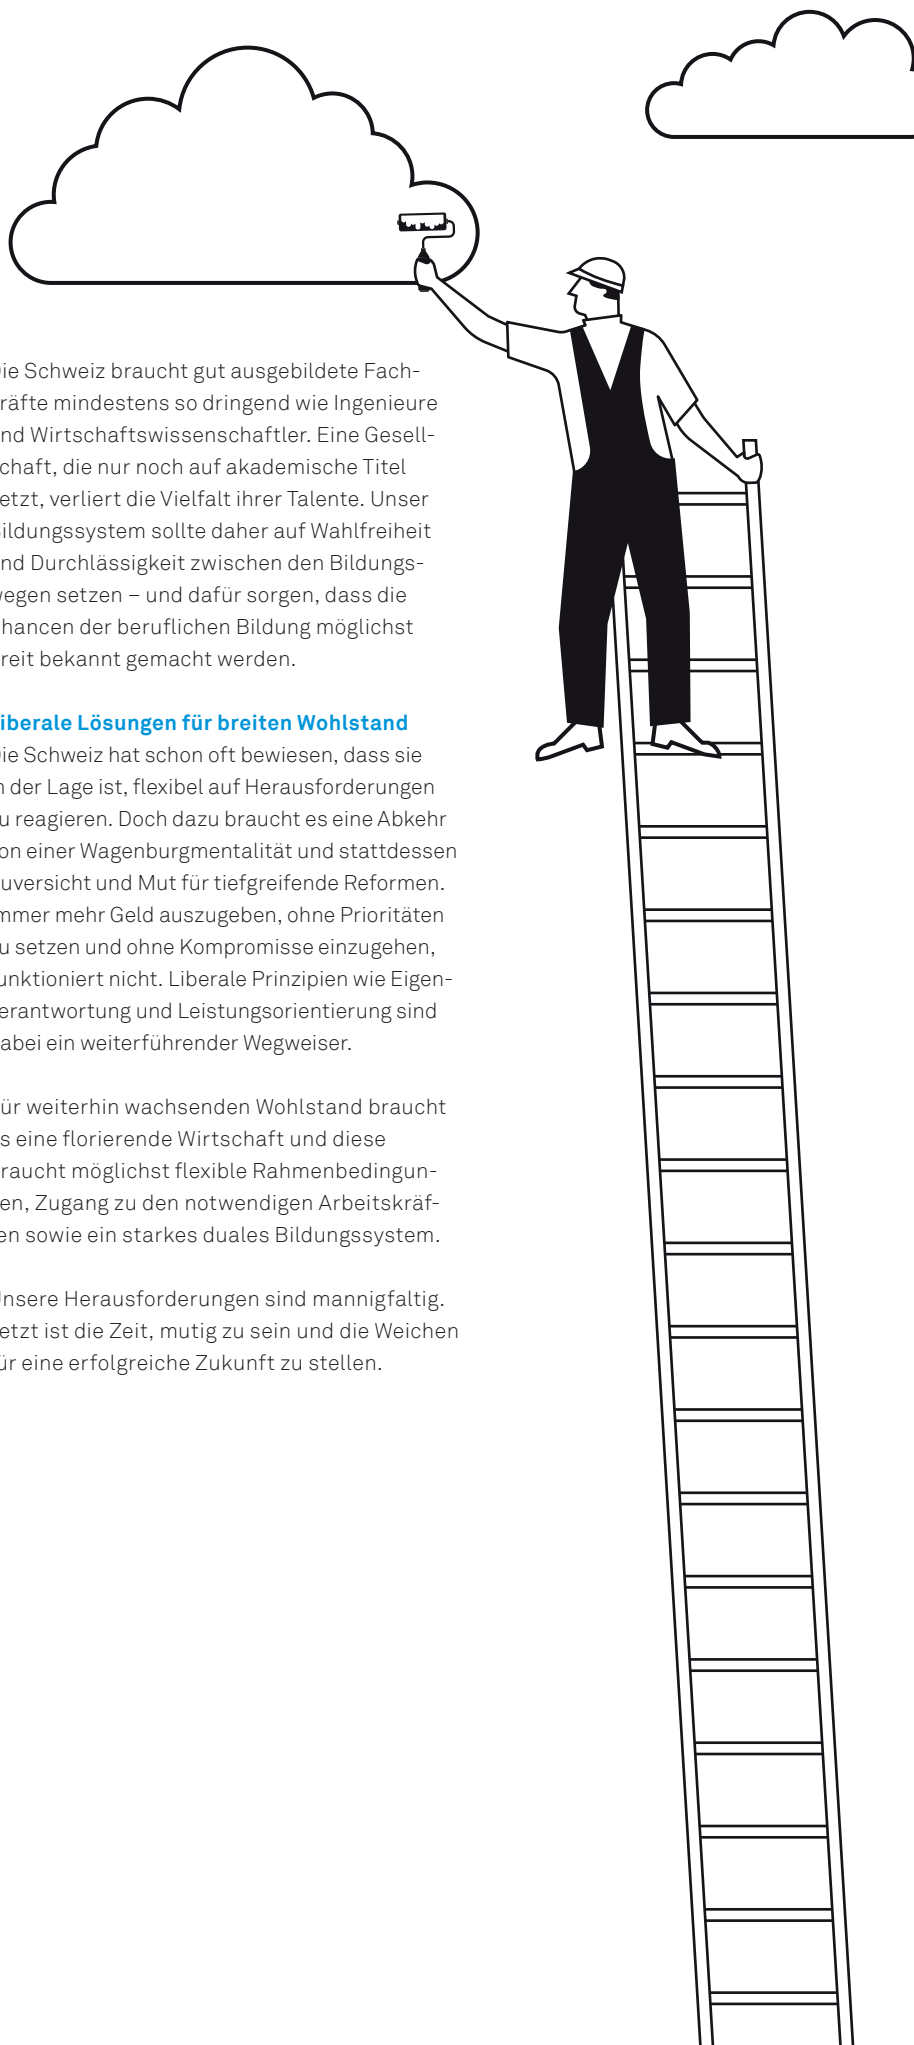 ie Schweiz braucht gut ausgebildete Fach-
räfte mindestens so dringend wie Ingenieure
nd Wirtschaftswissenschaftler. Eine Gesell-
chaft, die nur noch auf akademische Titel
etzt, verliert die Vielfalt ihrer Talente. Unser
ildungssystem sollte daher auf Wahlfreiheit
nd Durchlässigkeit zwischen den Bildungs-
egen setzen – und dafür sorgen, dass die
hancen der beruflichen Bildung möglichst
reit bekannt gemacht werden.
iberale Lösungen für breiten Wohlstand
ie Schweiz hat schon oft bewiesen, dass sie
n der Lage ist, flexibel auf Herausforderungen
u reagieren. Doch dazu braucht es eine Abkehr
on einer Wagenburgmentalität und stattdessen
uversicht und Mut für tiefgreifende Reformen.
mmer mehr Geld auszugeben, ohne Prioritäten
u setzen und ohne Kompromisse einzugehen,
unktioniert nicht. Liberale Prinzipien wie Eigen-
erantwortung und Leistungsorientierung sind
abei ein weiterführender Wegweiser.
ür weiterhin wachsenden Wohlstand braucht
s eine florierende Wirtschaft und diese
raucht möglichst flexible Rahmenbedingun-
en, Zugang zu den notwendigen Arbeitskräf-
en sowie ein starkes duales Bildungssystem.
nsere Herausforderungen sind mannigfaltig.
etzt ist die Zeit, mutig zu sein und die Weichen
ür eine erfolgreiche Zukunft zu stellen.